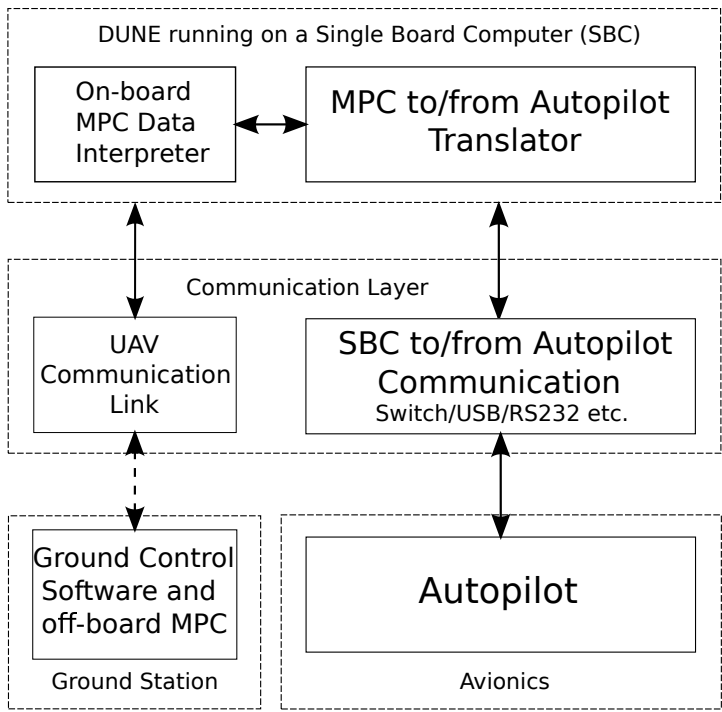 DUNE running on a Single Board Computer (SBC)
On-board
MPC Data
Interpreter
MPC to/from Autopilot
Translator
Communication Layer
UAV
Communication
Link
SBC to/from Autopilot
Communication
Switch/USB/RS232 etc.
Ground Control
Software and
off-board MPC
Ground Station
Autopilot
Avionics